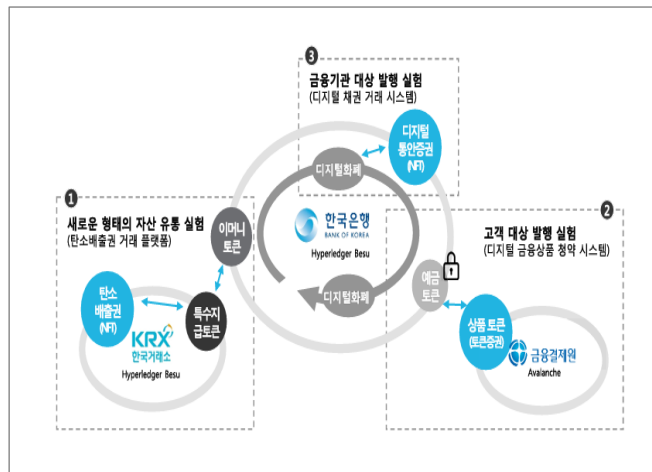 ❸
금융기관 대상 발행 실험
(디지털 채권 거래 시스템)
디지털
통안증권
(NFT)
디지털화폐
❶
새로운 형태의 자산 유통 실험
(탄소배출권 거래 플랫폼)
이머니
토큰
한국은행
BANK OF KOREA
Hyperledger Besu
❷
고객 대상 발행 실험
(디지털 금융상품 청약 시스템)
예금
토큰
디지털화폐
탄소
배출권
(NFT)
특수지
급토큰
KRX
한국거래소
Hyperledger Besu
상품 토큰
(토큰증권)
금융결제원
Avalanche